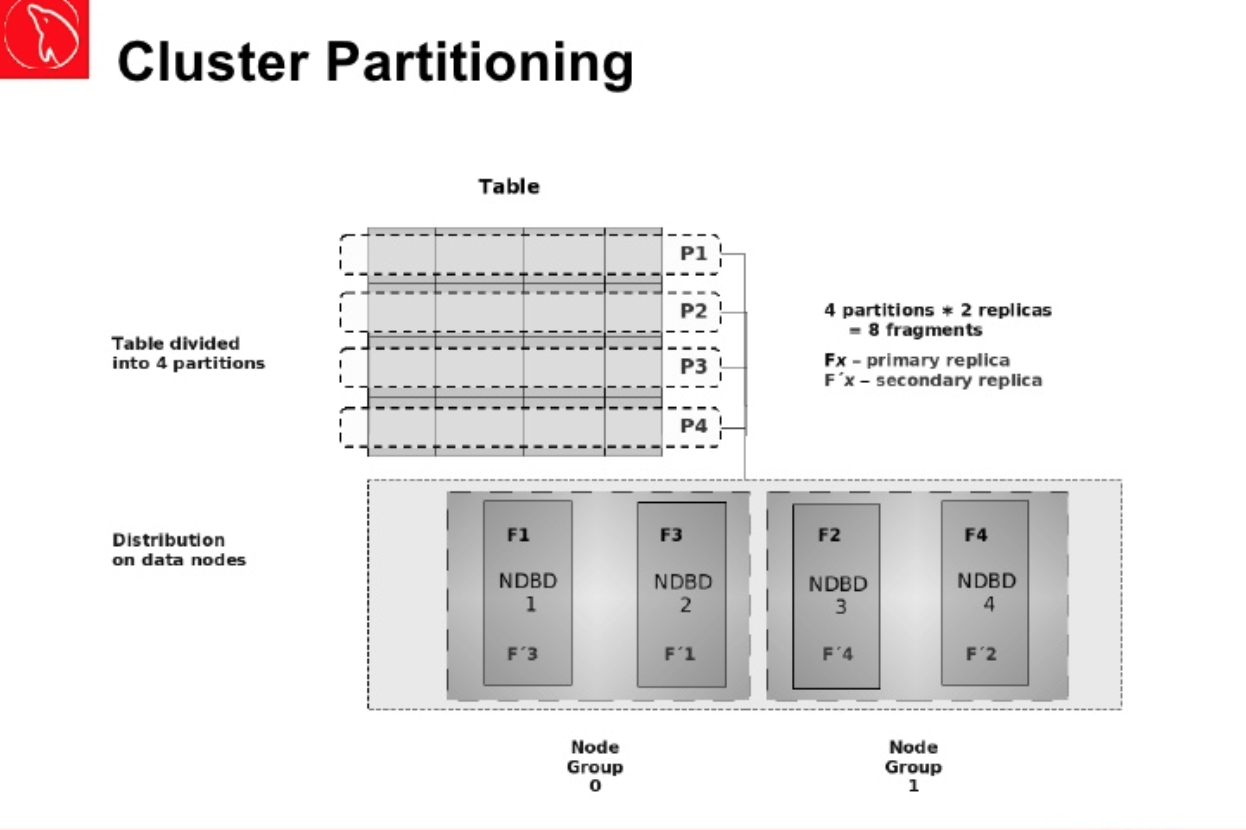 Cluster Partitioning
Table
P1
P2
P3
P4
Table divided
into 4 partitions
4 partitions * 2 replicas
= 8 fragments
Fx – primary replica
F´x – secondary replica
Distribution
on data nodes
F1
NDBD
1
F´3
F3
NDBD
2
F´1
F2
NDBD
3
F´4
F4
NDBD
4
F´2
Node
Group
0
Node
Group
1